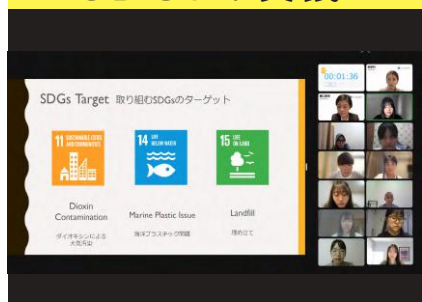 00:01:36
SDGs Target 取り組むSDGsのターゲット
11 SUSTAINABLE CITIES
AND COMMUNITIES
14 LIFE
BELOW WATER
15 LIFE
ON LAND
Dioxin
Contamination
Marine Plastic Issue
Landfill
ダイオキシンによる
大気汚染
海洋プラスチック問題
埋め立て